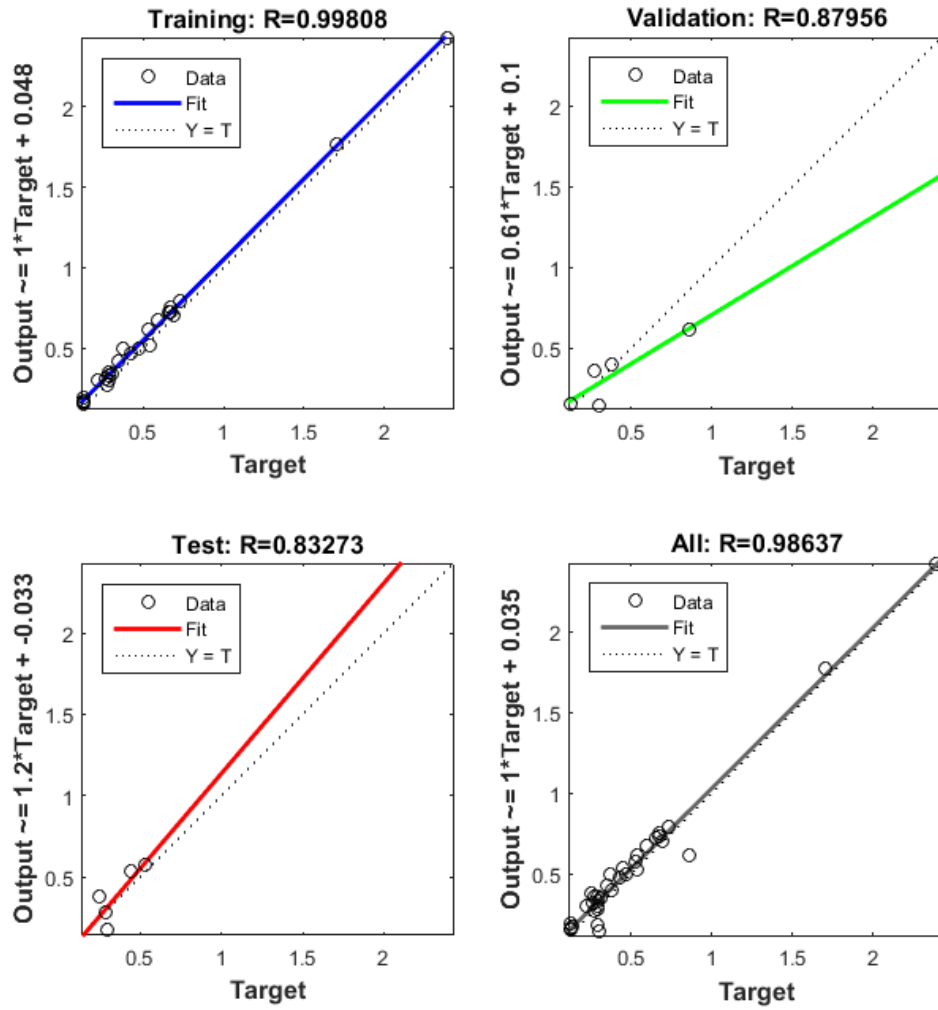 Training: R=0.99808
Output ~= 1*Target + 0.048
Data
Fit
Y = T
2
1.5
1
0.5
0.5 1 1.5 2
Target
Validation: R=0.87956
Output ~= 0.61*Target + 0.1
Data
Fit
Y = T
2
1.5
1
0.5
0.5 1 1.5 2
Target
Test: R=0.83273
Output ~= 1.2*Target + -0.033
Data
Fit
Y = T
2
1.5
1
0.5
0.5 1 1.5 2
Target
All: R=0.98637
Output ~= 1*Target + 0.035
Data
Fit
Y = T
2
1.5
1
0.5
0.5 1 1.5 2
Target